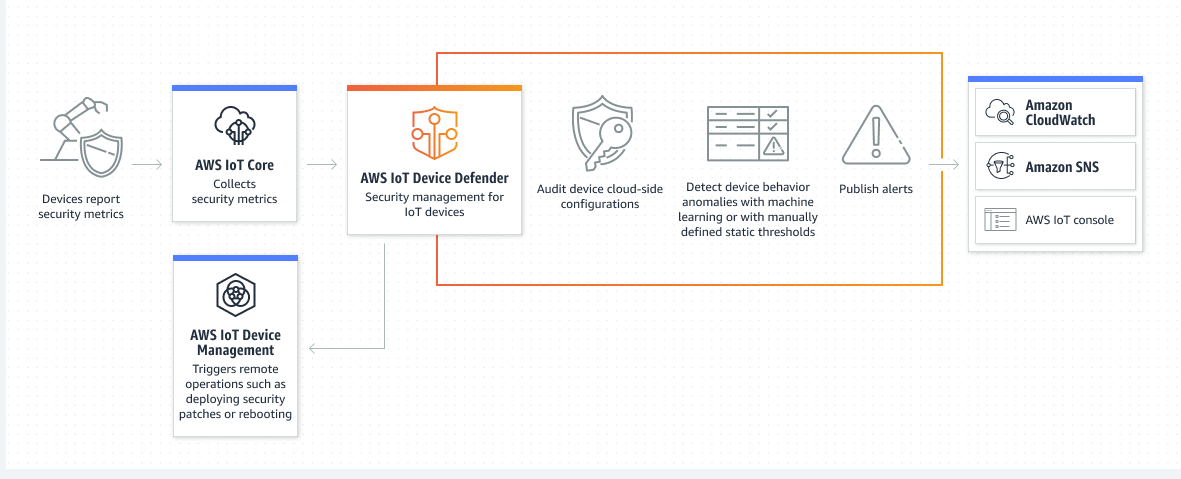 Devices report
security metrics
AWS IoT Core
Collects
security metrics
AWS IoT Device Defender
Security management for
IoT devices
Audit device cloud-side
configurations
Detect device behavior
anomalies with machine
learning or with manually
defined static thresholds
Publish alerts
Amazon
CloudWatch
Amazon SNS
AWS IoT console
AWS IoT Device
Management
Triggers remote
operations such as
deploying security
patches or rebooting